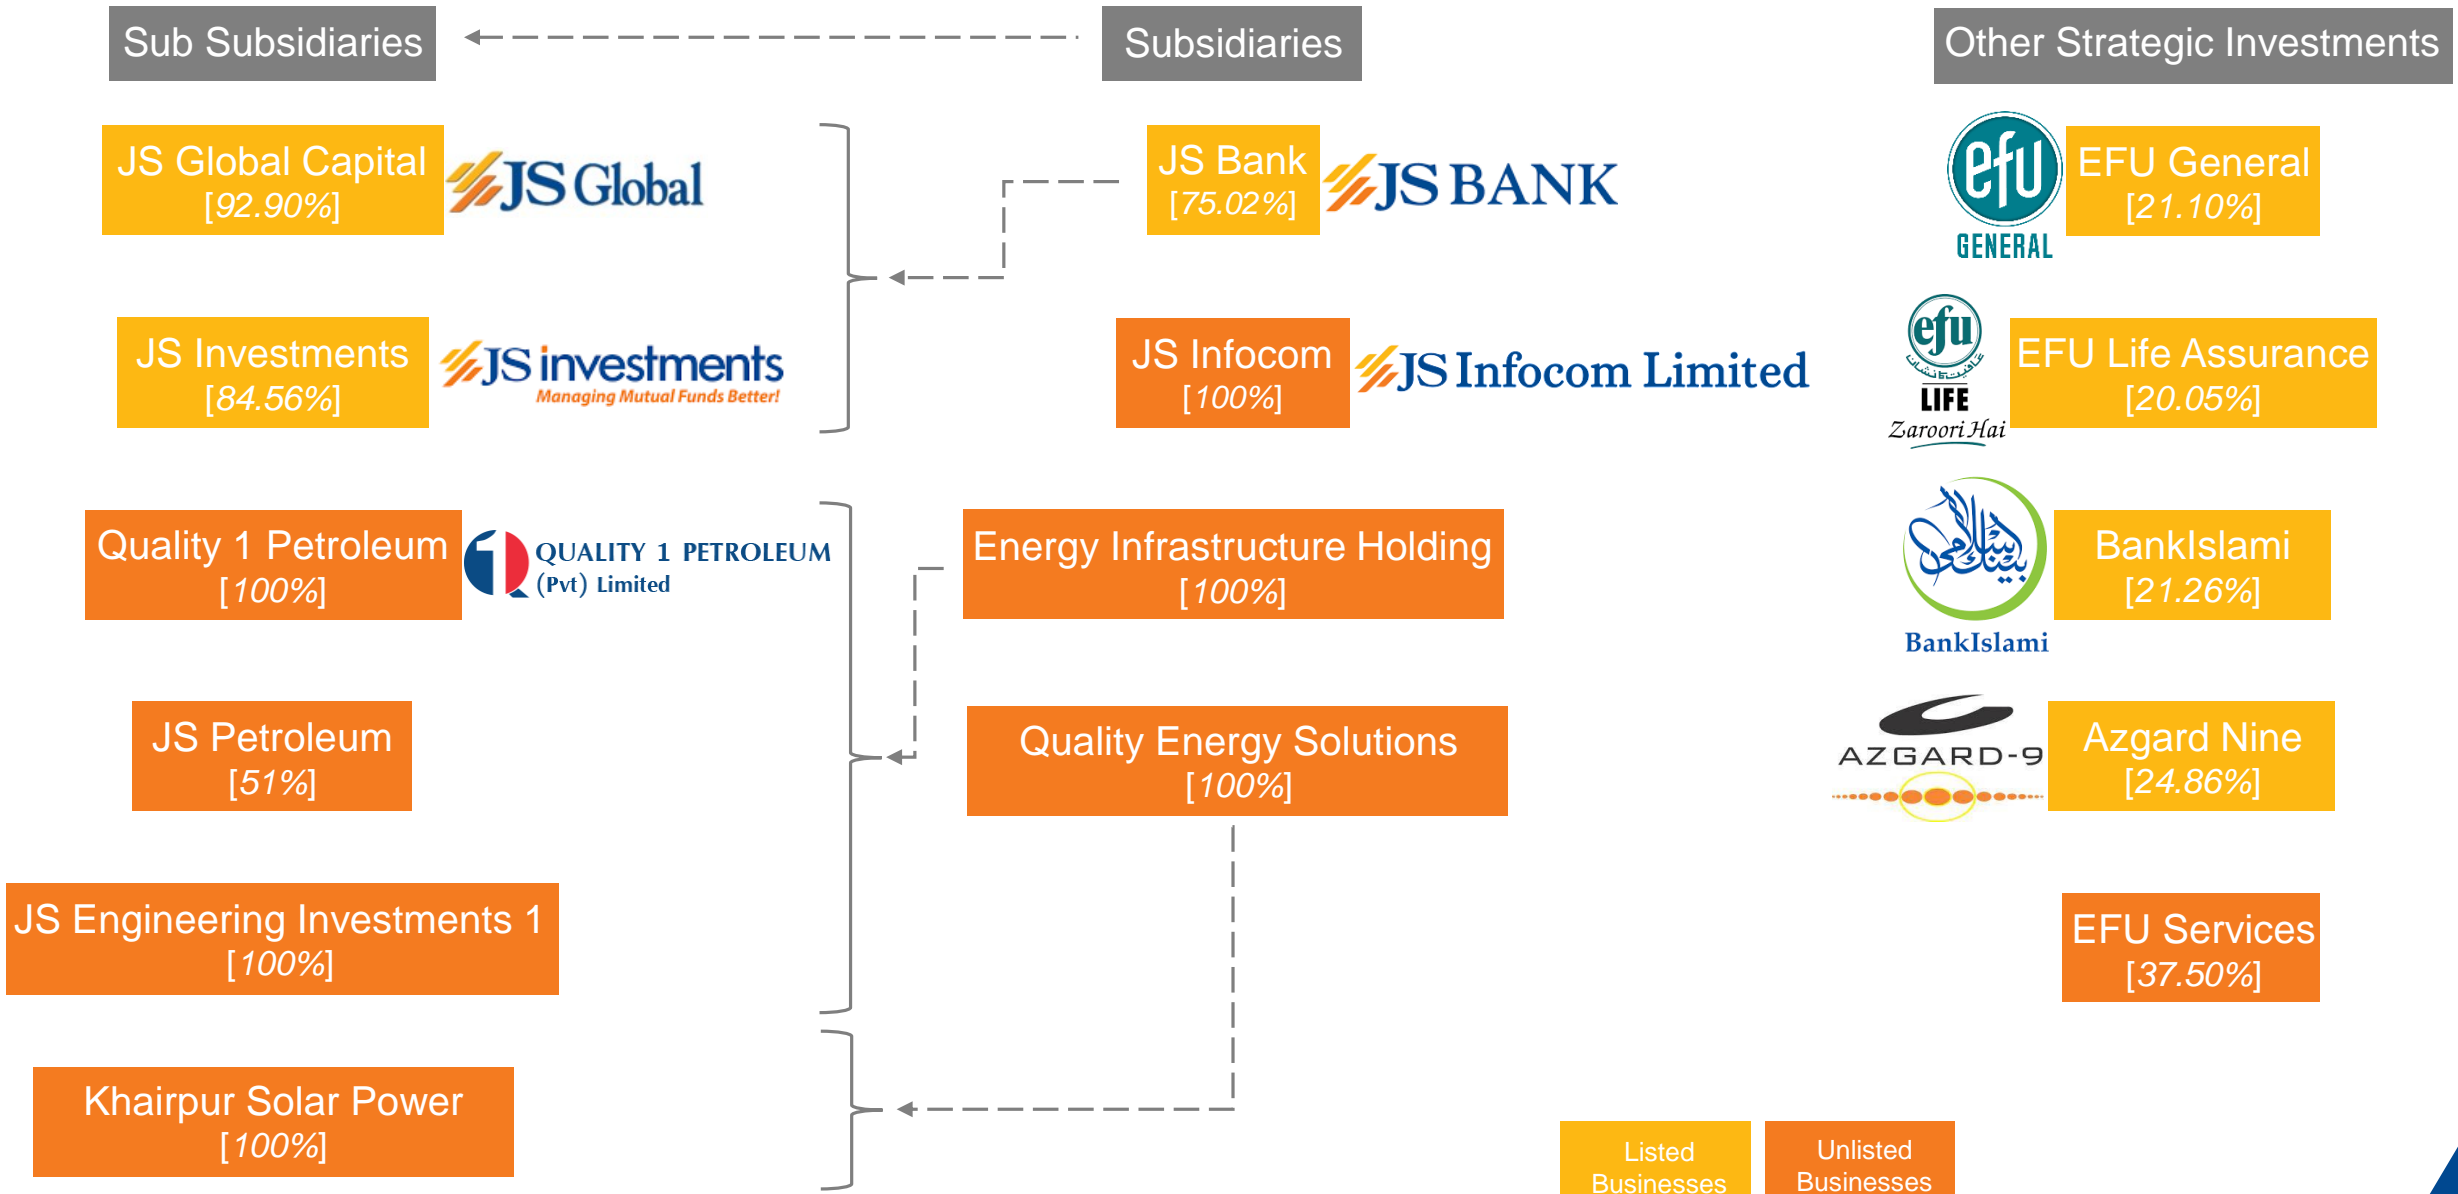 Sub Subsidiaries
Subsidiaries
Other Strategic Investments
JS Global Capital
[92.90%]
JS Global
JS Bank
[75.02%]
JS BANK
efu
GENERAL
EFU General
[21.10%]
JS Investments
[84.56%]
JS investments
Managing Mutual Funds Better!
JS Infocom
[100%]
JS Infocom Limited
efu
LIFE
Zaroori Hai
EFU Life Assurance
[20.05%]
Quality 1 Petroleum
[100%]
QUALITY 1 PETROLEUM
(Pvt) Limited
Energy Infrastructure Holding
[100%]
BankIslami
BankIslami
[21.26%]
JS Petroleum
[51%]
Quality Energy Solutions
[100%]
AZGARD-9
Azgard Nine
[24.86%]
JS Engineering Investments 1
[100%]
EFU Services
[37.50%]
Khairpur Solar Power
[100%]
Listed
Businesses
Unlisted
Businesses